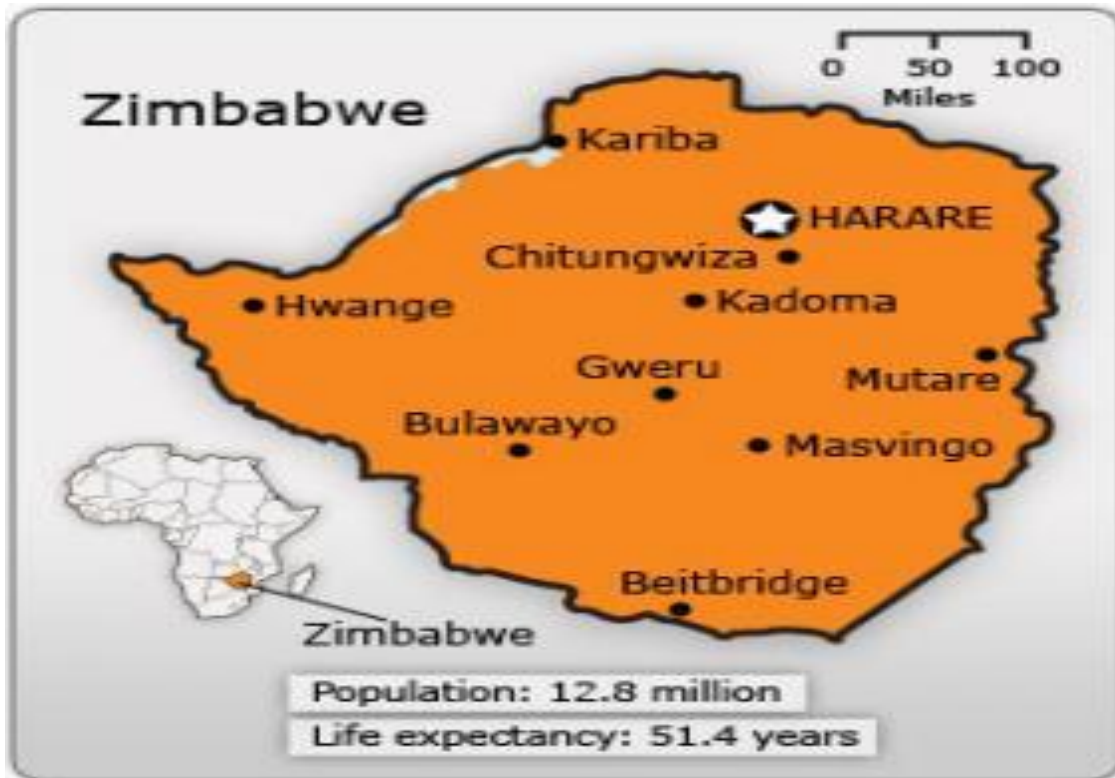 Zimbabwe
0 50 100
Miles
Kariba
HARARE
Chitungwiza
Hwange
Kadoma
Gweru
Mutare
Bulawayo
Masvingo
Beitbridge
Zimbabwe
Population: 12.8 million
Life expectancy: 51.4 years